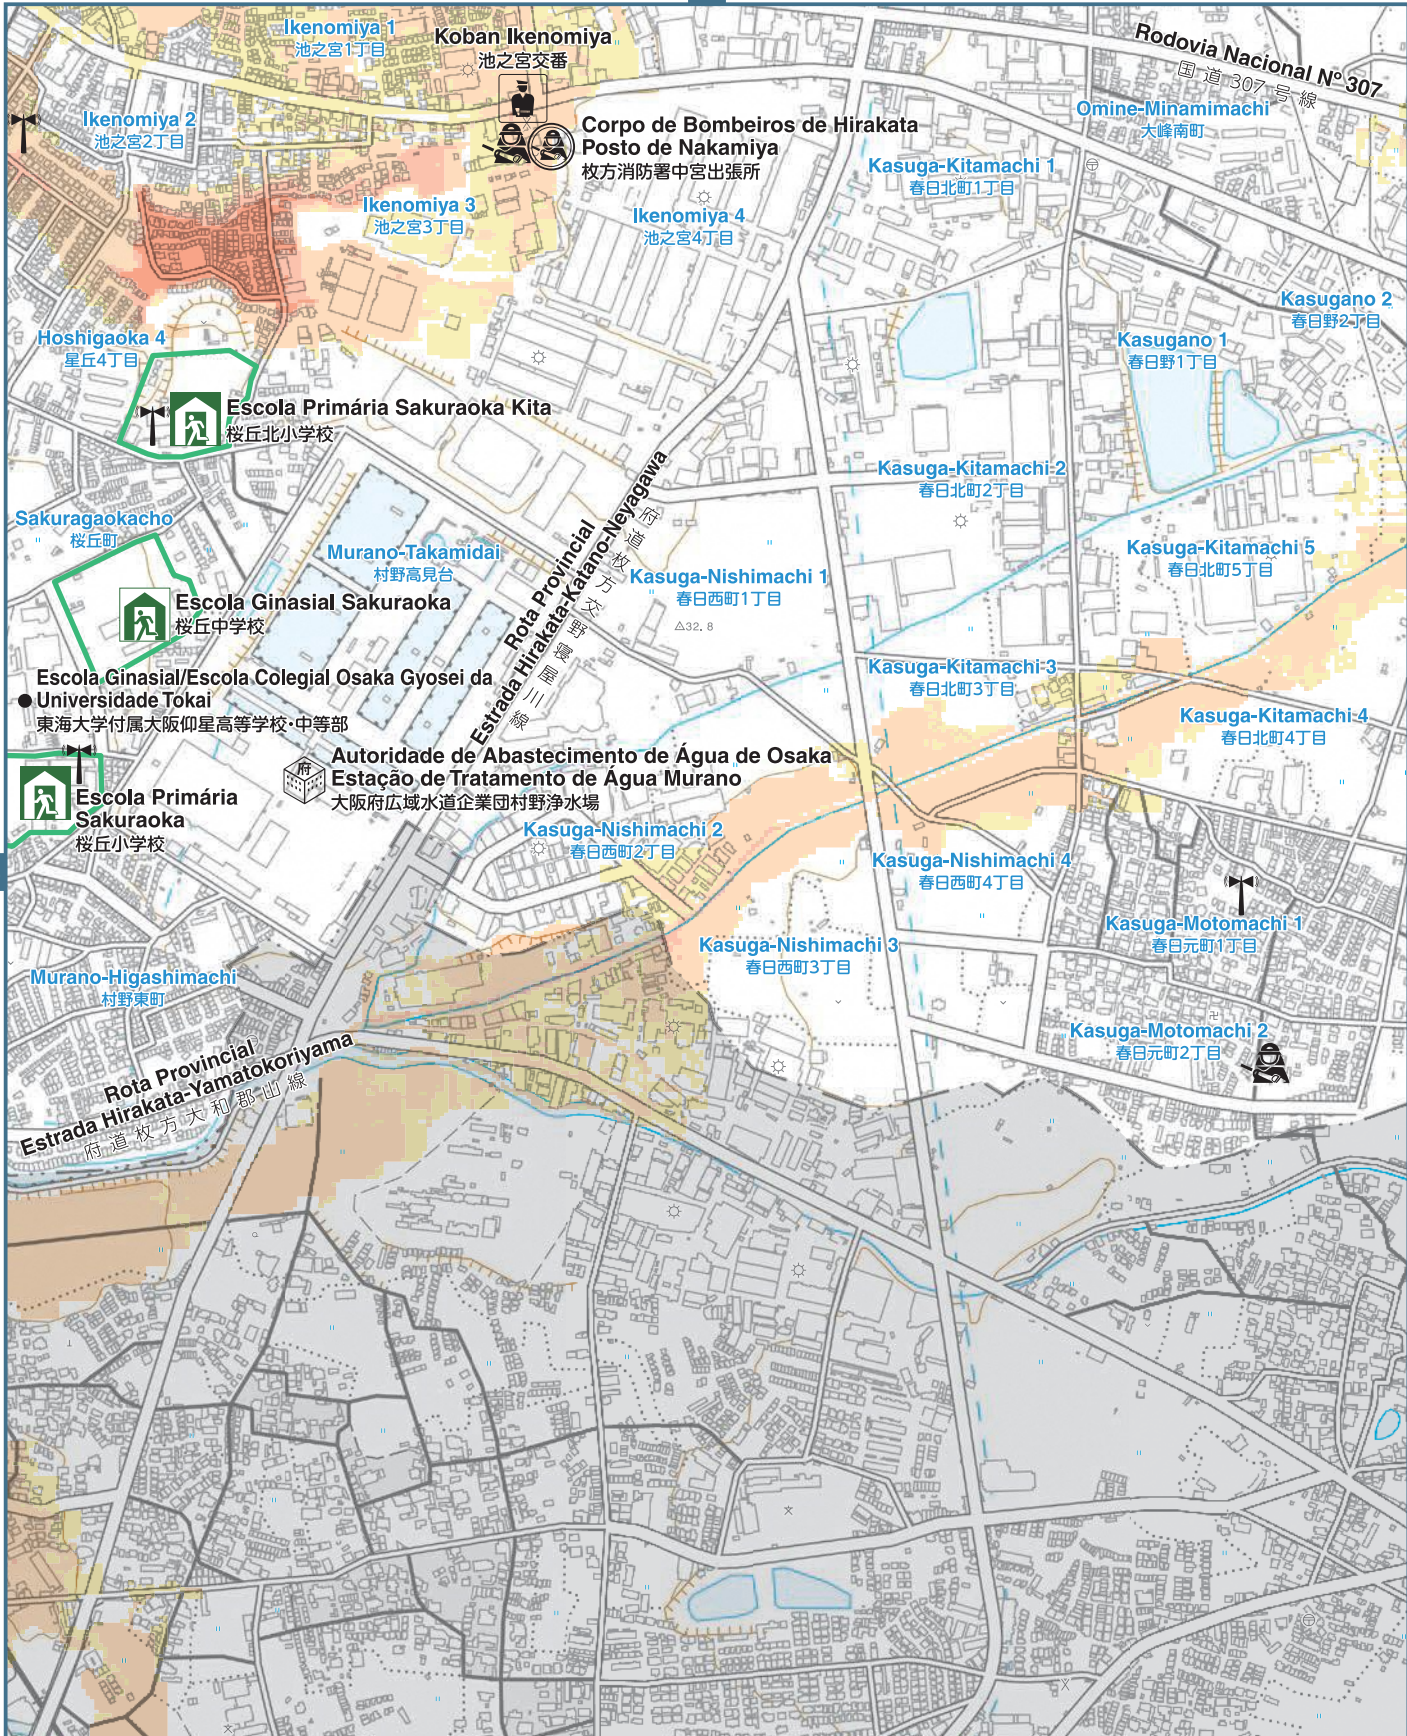 Ikenomiya 1
池之宮1丁目
Koban Ikenomiya
池之宮交番
Rodovia Nacional Nº 307
国道307号線
Ikenomiya 2
池之宮2丁目
Omine-Minamimachi
大峰南町
Corpo de Bombeiros de Hirakata
Posto de Nakamiya
枚方消防署中宮出張所
Kasuga-Kitamachi 1
春日北町1丁目
Ikenomiya 3
池之宮3丁目
Ikenomiya 4
池之宮4丁目
Kasugano 2
春日野2丁目
Hoshigaoka 4
星丘4丁目
Kasugano 1
春日野1丁目
Escola Primária Sakuraoka Kita
桜丘北小学校
Kasuga-Kitamachi 2
春日北町2丁目
Sakuragaokacho
桜丘町
Murano-Takamidai
村野高見台
Rota Provincial
Estrada Hirakata-Katano-Neyagawa
府道枚方交野寝屋川線
Kasuga-Kitamachi 5
春日北町5丁目
Kasuga-Nishimachi 1
春日西町1丁目
△32.8
Escola Ginasial Sakuraoka
桜丘中学校
Kasuga-Kitamachi 3
春日北町3丁目
Escola Ginasial/Escola Colegial Osaka Gyosei da
Universidade Tokai
東海大学付属大阪仰星高等学校・中等部
Kasuga-Kitamachi 4
春日北町4丁目
府
Autoridade de Abastecimento de Água de Osaka
Estação de Tratamento de Água Murano
大阪府広域水道企業団村野浄水場
Escola Primária
Sakuraoka
桜丘小学校
Kasuga-Nishimachi 2
春日西町2丁目
Kasuga-Nishimachi 4
春日西町4丁目
Kasuga-Motomachi 1
春日元町1丁目
Kasuga-Nishimachi 3
春日西町3丁目
Murano-Higashimachi
村野東町
Kasuga-Motomachi 2
春日元町2丁目
Rota Provincial
Estrada Hirakata-Yamatokoriyama
府道枚方大和郡山線